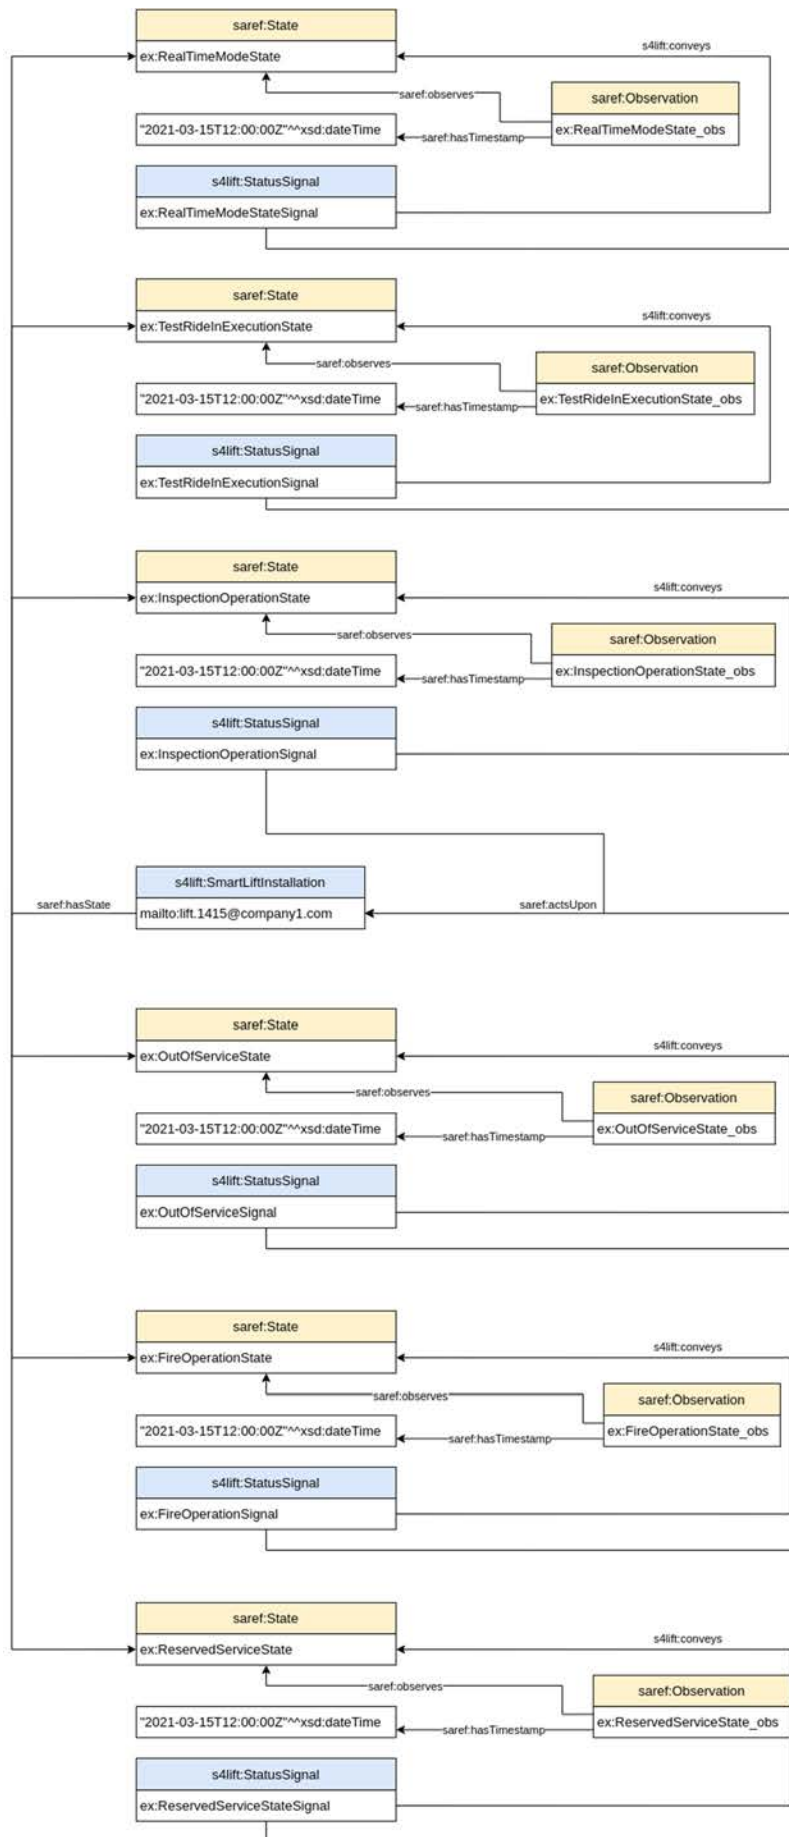 saref:State
s4lift:conveys
ex:RealTimeModeState
saref:observes
saref:Observation
"2021-03-15T12:00:00Z"^^xsd:dateTime
saref:hasTimestamp
ex:RealTimeModeState_obs
s4lift:StatusSignal
ex:RealTimeModeStateSignal
saref:State
s4lift:conveys
ex:TestRideInExecutionState
saref:observes
saref:Observation
"2021-03-15T12:00:00Z"^^xsd:dateTime
saref:hasTimestamp
ex:TestRideInExecutionState_obs
s4lift:StatusSignal
ex:TestRideInExecutionSignal
saref:State
s4lift:conveys
ex:InspectionOperationState
saref:observes
saref:Observation
"2021-03-15T12:00:00Z"^^xsd:dateTime
saref:hasTimestamp
ex:InspectionOperationState_obs
s4lift:StatusSignal
ex:InspectionOperationSignal
s4lift:SmartLiftInstallation
saref:hasState
mailto:lift.1415@company1.com
saref:actsUpon
saref:State
s4lift:conveys
ex:OutOfServiceState
saref:observes
saref:Observation
"2021-03-15T12:00:00Z"^^xsd:dateTime
saref:hasTimestamp
ex:OutOfServiceState_obs
s4lift:StatusSignal
ex:OutOfServiceSignal
saref:State
s4lift:conveys
ex:FireOperationState
saref:observes
saref:Observation
"2021-03-15T12:00:00Z"^^xsd:dateTime
saref:hasTimestamp
ex:FireOperationState_obs
s4lift:StatusSignal
ex:FireOperationSignal
saref:State
s4lift:conveys
ex:ReservedServiceState
saref:observes
saref:Observation
"2021-03-15T12:00:00Z"^^xsd:dateTime
saref:hasTimestamp
ex:ReservedServiceState_obs
s4lift:StatusSignal
ex:ReservedServiceStateSignal